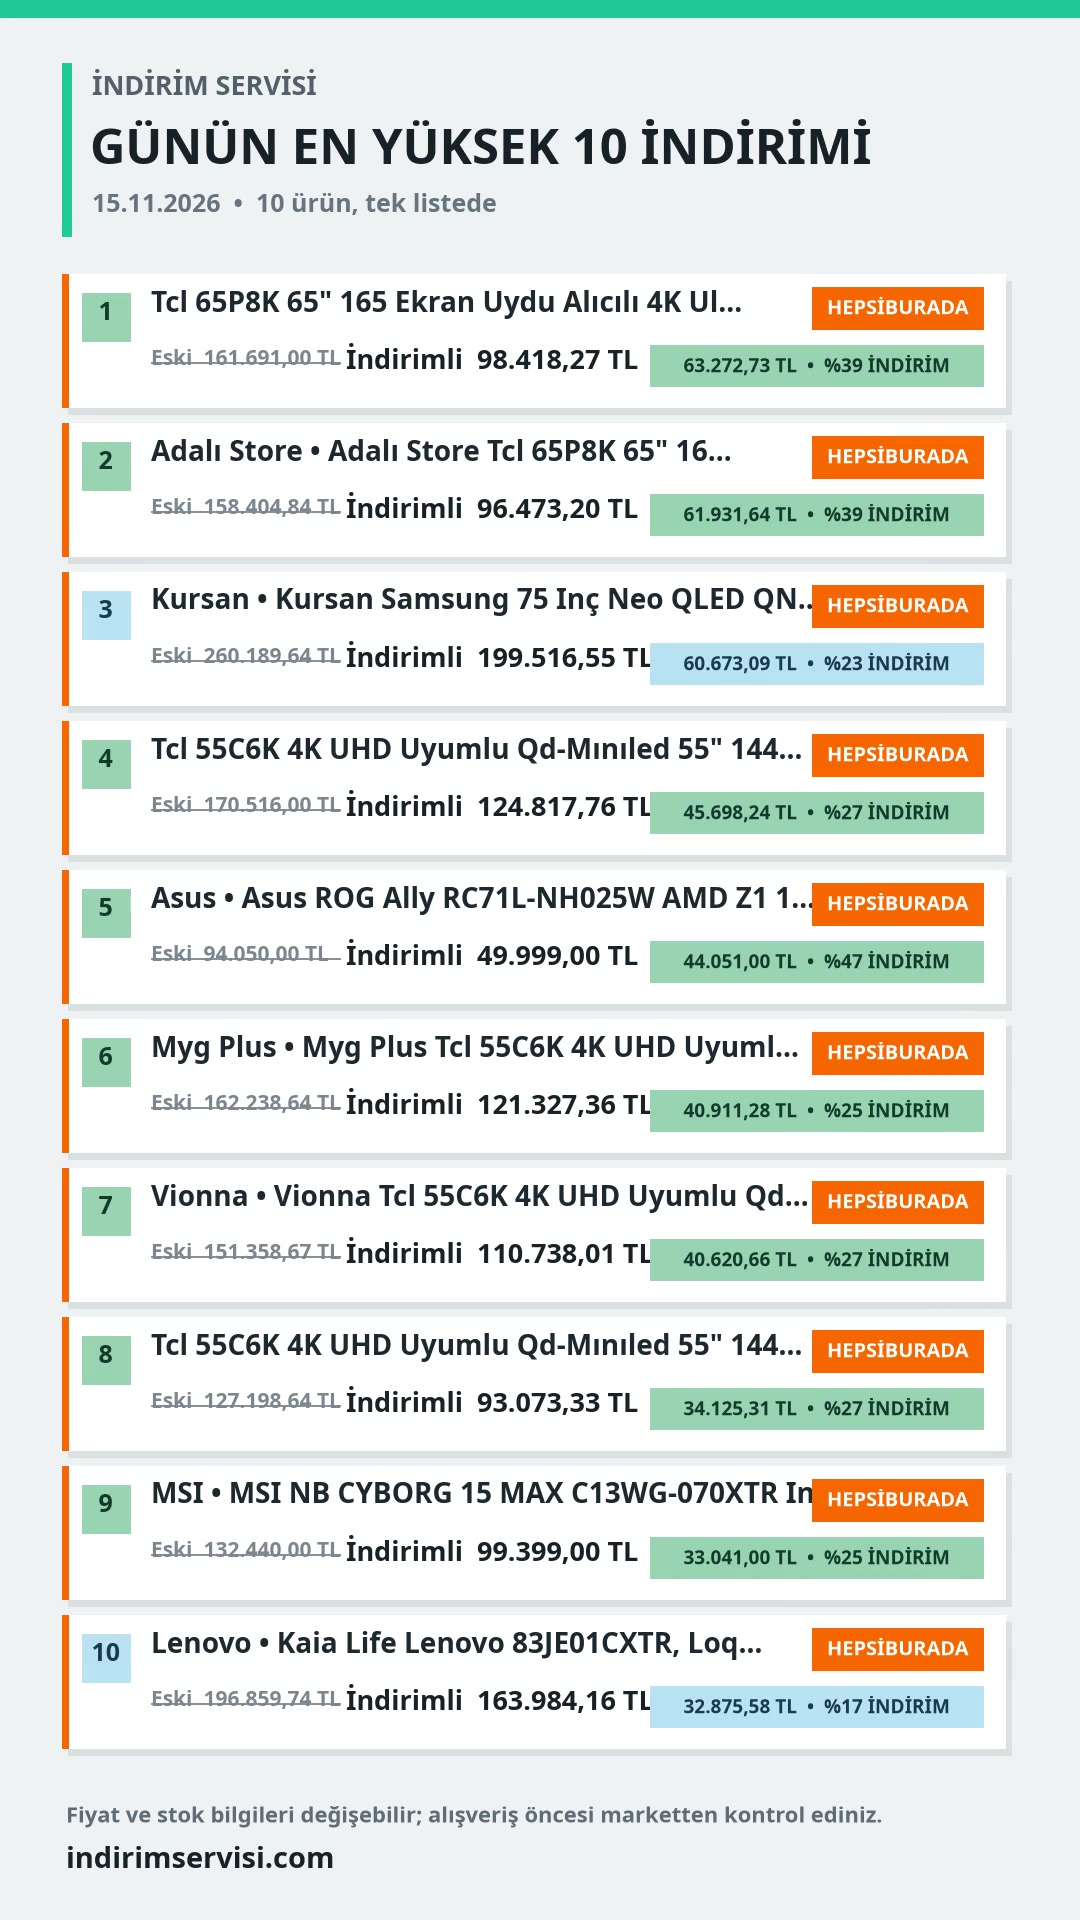 İNDİRİM SERVİSİ
GÜNÜN EN YÜKSEK 10 İNDİRİMİ
15.11.2026 • 10 ürün, tek listede
1 Tcl 65P8K 65" 165 Ekran Uydu Alıcılı 4K Ul... HEPSİBURADA
Eski 161.691,00 TL İndirimli 98.418,27 TL 63.272,73 TL • %39 İNDİRİM
2 Adalı Store • Adalı Store Tcl 65P8K 65" 16... HEPSİBURADA
Eski 158.404,84 TL İndirimli 96.473,20 TL 61.931,64 TL • %39 İNDİRİM
3 Kursan • Kursan Samsung 75 Inç Neo QLED QN... HEPSİBURADA
Eski 260.189,64 TL İndirimli 199.516,55 TL 60.673,09 TL • %23 İNDİRİM
4 Tcl 55C6K 4K UHD Uyumlu Qd-Mınıled 55" 144... HEPSİBURADA
Eski 170.516,00 TL İndirimli 124.817,76 TL 45.698,24 TL • %27 İNDİRİM
5 Asus • Asus ROG Ally RC71L-NH025W AMD Z1 1... HEPSİBURADA
Eski 94.050,00 TL İndirimli 49.999,00 TL 44.051,00 TL • %47 İNDİRİM
6 Myg Plus • Myg Plus Tcl 55C6K 4K UHD Uyuml... HEPSİBURADA
Eski 162.238,64 TL İndirimli 121.327,36 TL 40.911,28 TL • %25 İNDİRİM
7 Vionna • Vionna Tcl 55C6K 4K UHD Uyumlu Qd... HEPSİBURADA
Eski 151.358,67 TL İndirimli 110.738,01 TL 40.620,66 TL • %27 İNDİRİM
8 Tcl 55C6K 4K UHD Uyumlu Qd-Mınıled 55" 144... HEPSİBURADA
Eski 127.198,64 TL İndirimli 93.073,33 TL 34.125,31 TL • %27 İNDİRİM
9 MSI • MSI NB CYBORG 15 MAX C13WG-070XTR In HEPSİBURADA
Eski 132.440,00 TL İndirimli 99.399,00 TL 33.041,00 TL • %25 İNDİRİM
10 Lenovo • Kaia Life Lenovo 83JE01CXTR, Loq... HEPSİBURADA
Eski 196.859,74 TL İndirimli 163.984,16 TL 32.875,58 TL • %17 İNDİRİM
Fiyat ve stok bilgileri değişebilir; alışveriş öncesi marketten kontrol ediniz.
indirimservisi.com